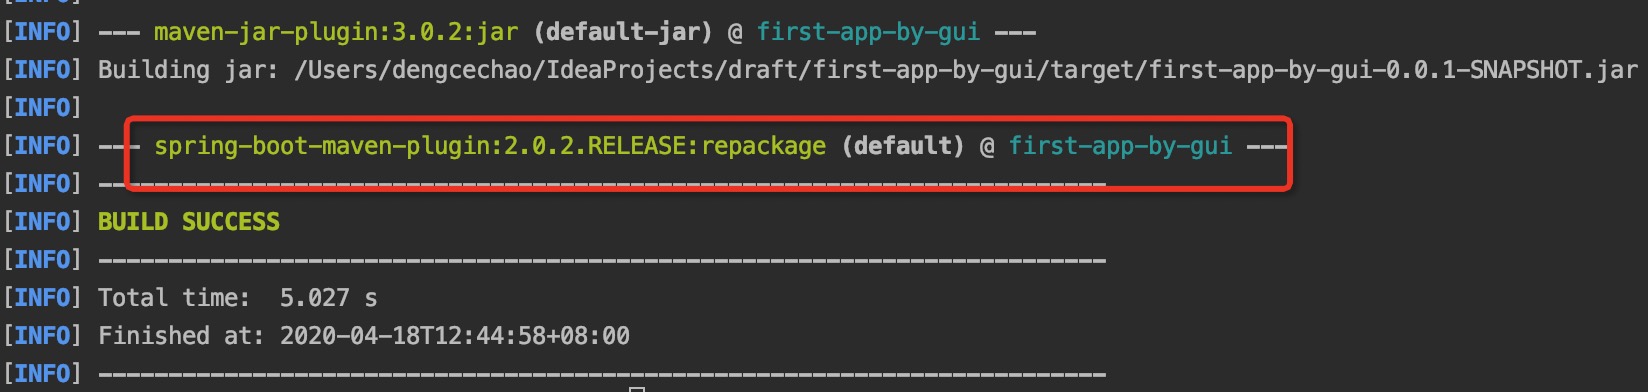 [INFO] --- maven-jar-plugin:3.0.2:jar (default-jar) @ first-app-by-gui ---
[INFO] Building jar: /Users/dengcechao/IdeaProjects/draft/first-app-by-gui/target/first-app-by-gui-0.0.1-SNAPSHOT.jar
[INFO]
[INFO] --- spring-boot-maven-plugin:2.0.2.RELEASE:repackage (default) @ first-app-by-gui ---
[INFO] ------------------------------------------------------------------------
[INFO] BUILD SUCCESS
[INFO] ------------------------------------------------------------------------
[INFO] Total time:  5.027 s
[INFO] Finished at: 2020-04-18T12:44:58+08:00
[INFO] ------------------------------------------------------------------------